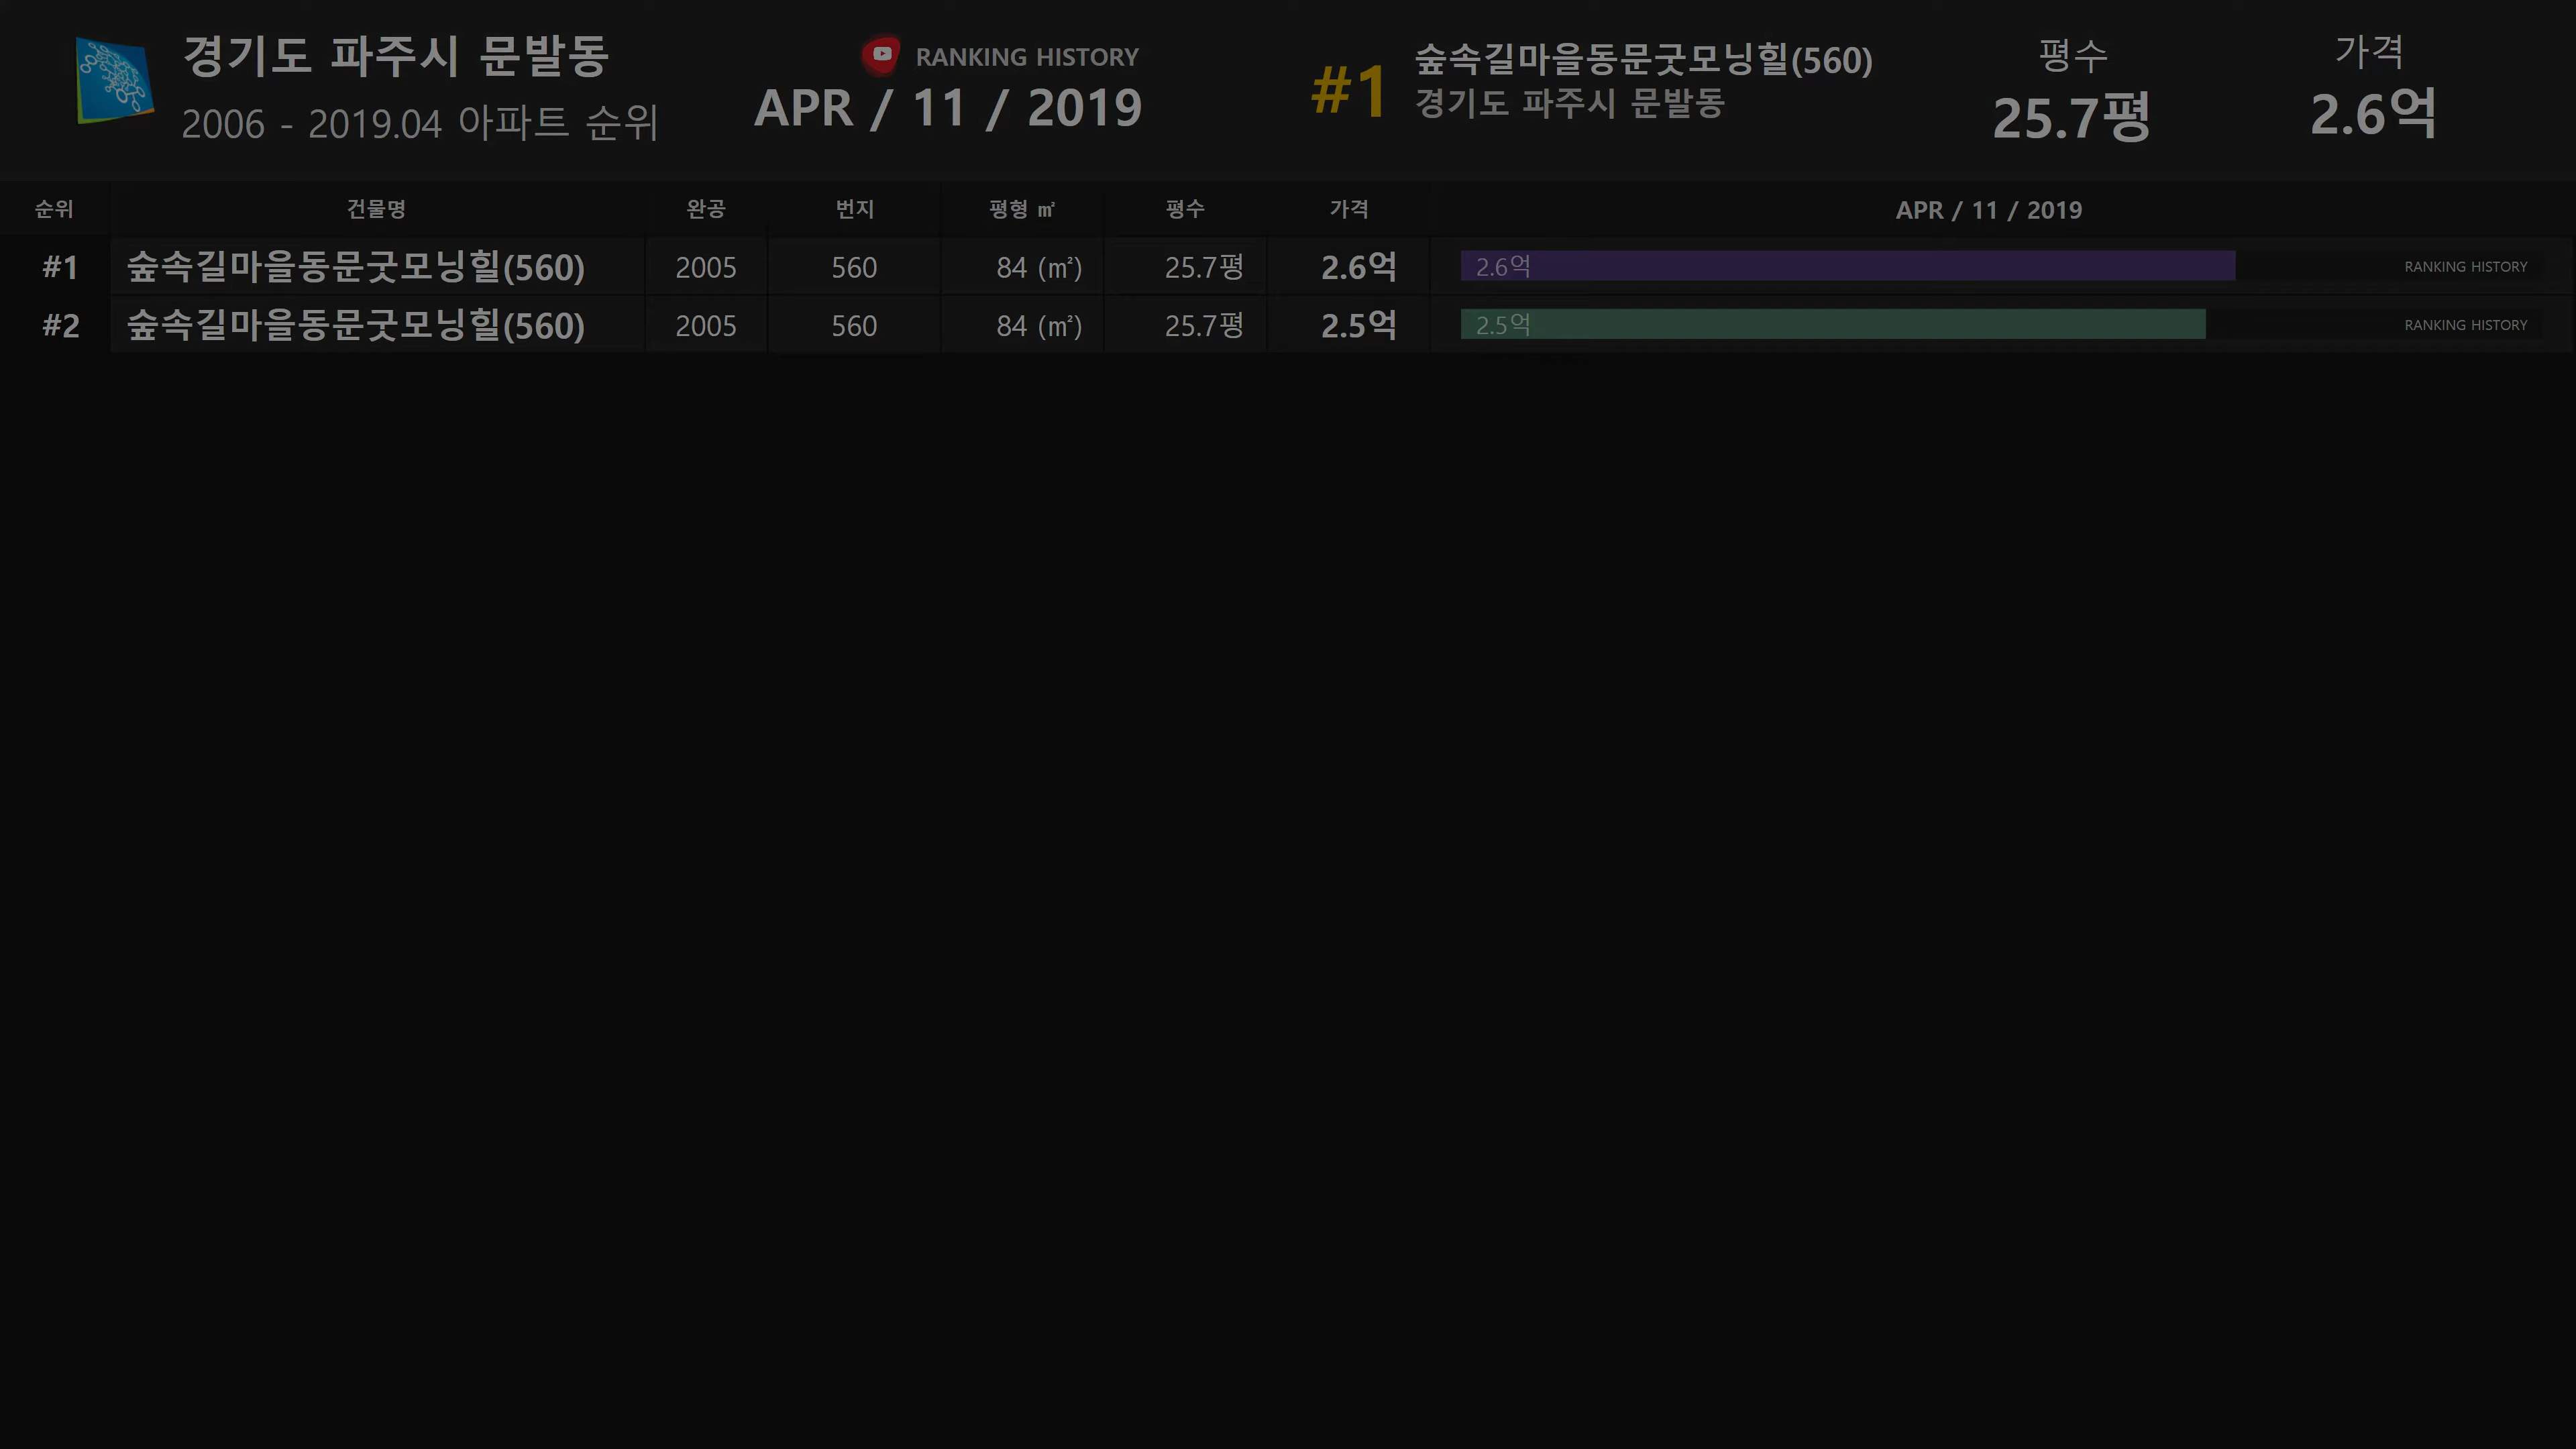 경기도 파주시 문발동
2006 - 2019.04 아파트 순위
RANKING HISTORY
APR / 11 / 2019
#1
숲속길마을동문굿모닝힐(560)
경기도 파주시 문발동
평수
25.7평
가격
2.6억
순위 건물명 완공 번지 평형 ㎡ 평수 가격 APR / 11 / 2019
#1 숲속길마을동문굿모닝힐(560) 2005 560 84 (㎡) 25.7평 2.6억 2.6억 RANKING HISTORY
#2 숲속길마을동문굿모닝힐(560) 2005 560 84 (㎡) 25.7평 2.5억 2.5억 RANKING HISTORY